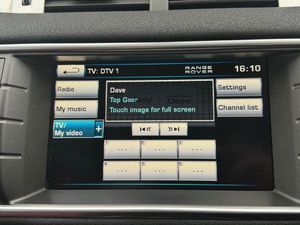 TV: DTV 1
RANGE ROVER
16:10
Radio
My music
TV/
My video
+
Dave
Top Gear
Touch image for full screen
Settings
Channel list
1
---
2
---
3
---
4
---
5
---
6
---